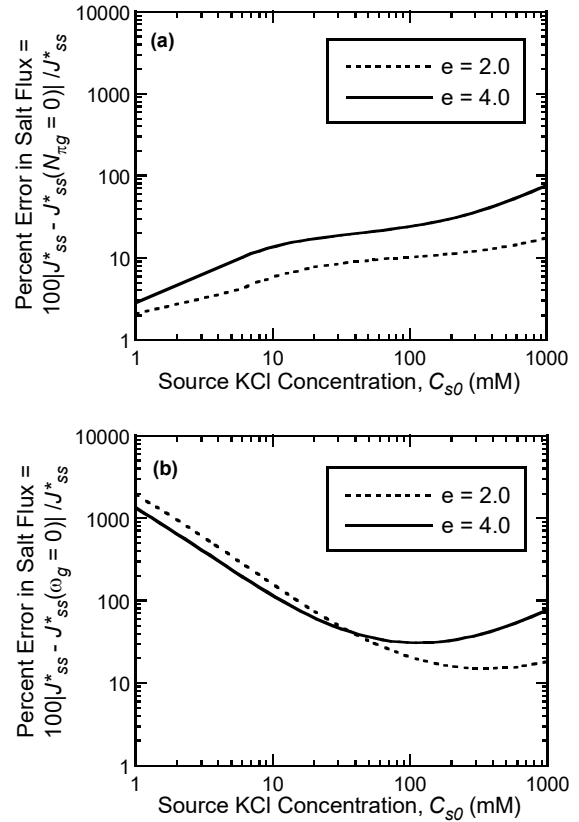 (a)
10000
1000
100
10
1
e = 2.0
e = 4.0
Percent Error in Salt Flux =
100|J*ss - J*ss(Nπg = 0)| /J*ss
1 10 100 1000
Source KCl Concentration, Cs0 (mM)
(b)
10000
1000
100
10
1
e = 2.0
e = 4.0
Percent Error in Salt Flux =
100|J*ss - J*ss(ωg = 0)| /J*ss
1 10 100 1000
Source KCl Concentration, Cs0 (mM)